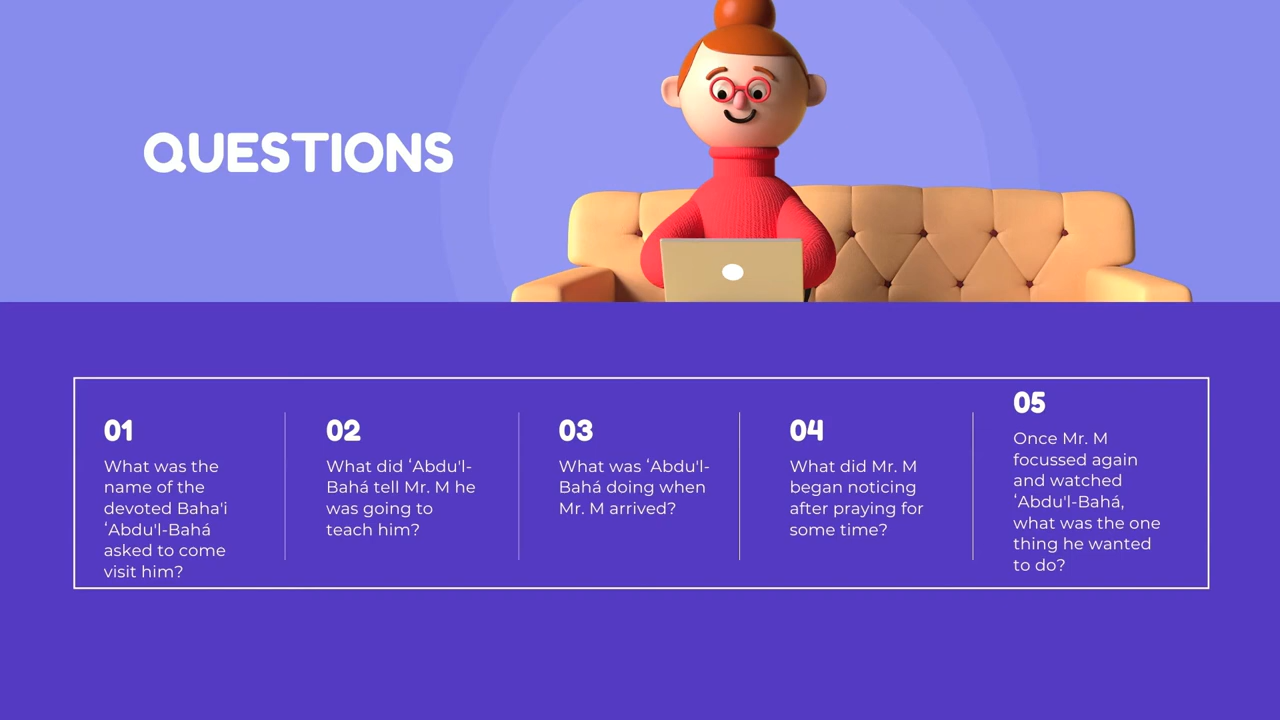 QUESTIONS
01
What was the
name of the
devoted Baha'i
ʻAbdu'l-Bahá
asked to come
visit him?
02
What did ʻAbdu'l-
Bahá tell Mr. M he
was going to
teach him?
03
What was ʻAbdu'l-
Bahá doing when
Mr. M arrived?
04
What did Mr. M
began noticing
after praying for
some time?
05
Once Mr. M
focussed again
and watched
ʻAbdu'l-Bahá,
what was the one
thing he wanted
to do?